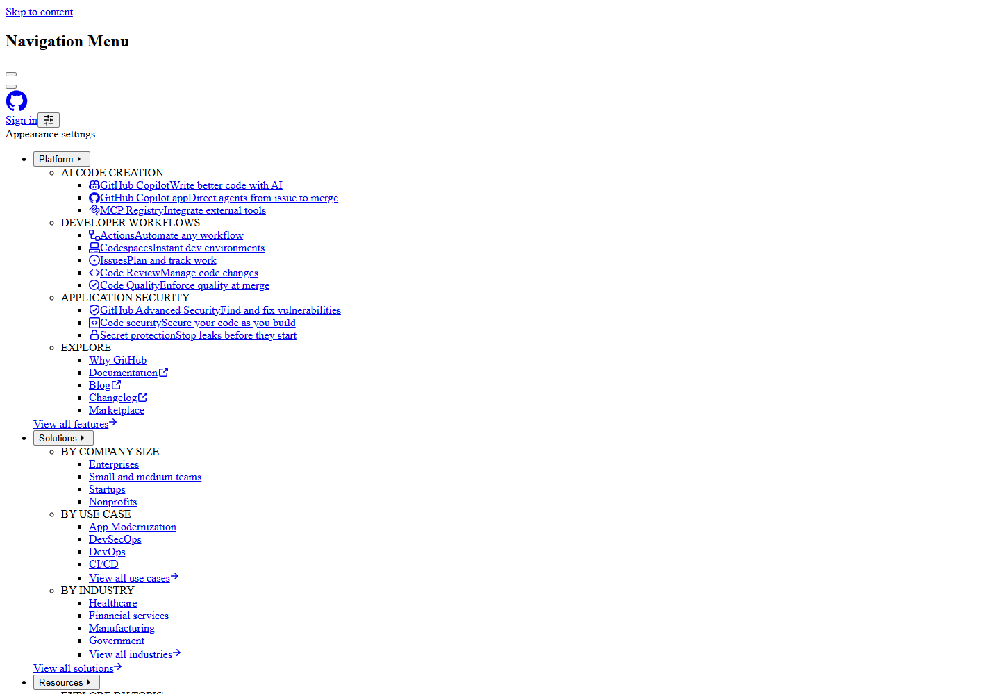 Skip to content
Navigation Menu
Sign in
Appearance settings
Platform
AI CODE CREATION
GitHub CopilotWrite better code with AI
GitHub Copilot appDirect agents from issue to merge
MCP RegistryIntegrate external tools
DEVELOPER WORKFLOWS
ActionsAutomate any workflow
CodespacesInstant dev environments
IssuesPlan and track work
Code ReviewManage code changes
Code QualityEnforce quality at merge
APPLICATION SECURITY
GitHub Advanced SecurityFind and fix vulnerabilities
Code securitySecure your code as you build
Secret protectionStop leaks before they start
EXPLORE
Why GitHub
Documentation
Blog
Changelog
Marketplace
View all features
Solutions
BY COMPANY SIZE
Enterprises
Small and medium teams
Startups
Nonprofits
BY USE CASE
App Modernization
DevSecOps
DevOps
CI/CD
View all use cases
BY INDUSTRY
Healthcare
Financial services
Manufacturing
Government
View all industries
View all solutions
Resources
EXPLORE BY TOPIC